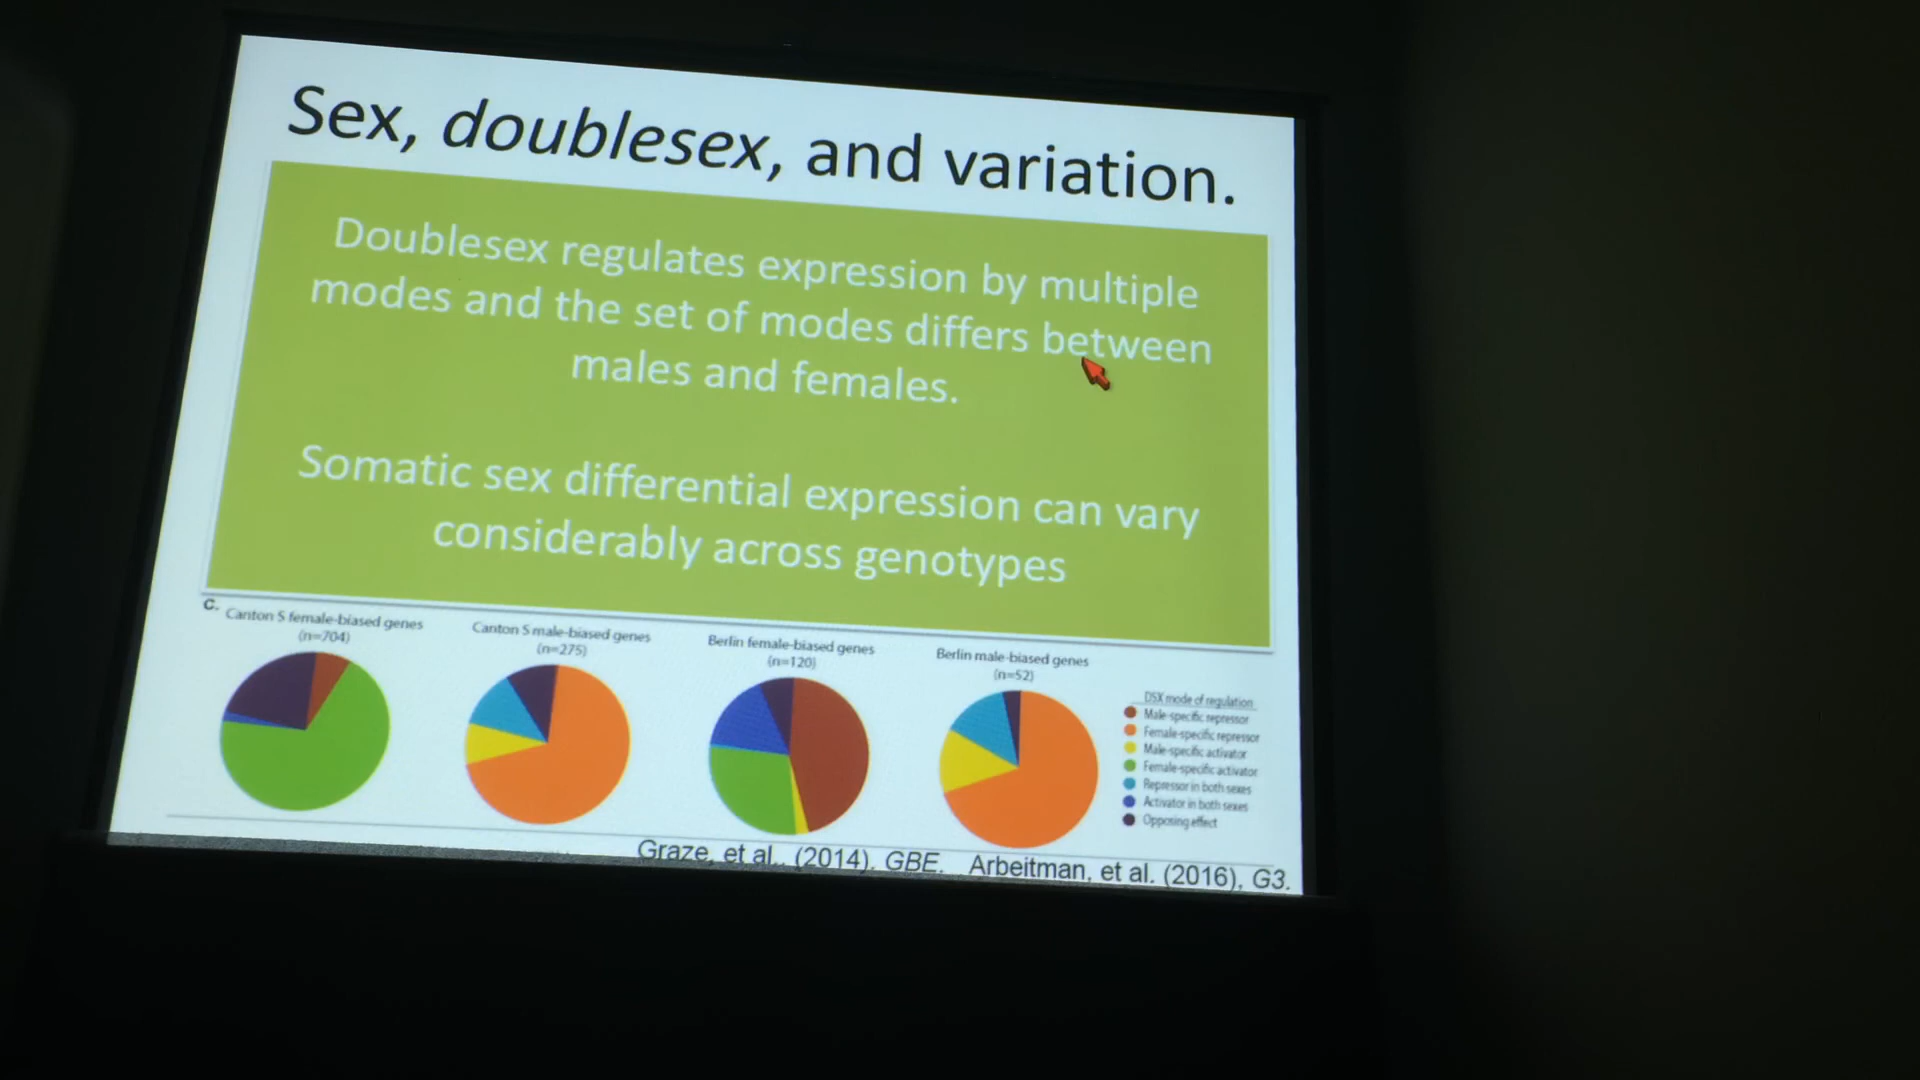 Sex, doublesex, and variation.
Doublesex regulates expression by multiple
modes and the set of modes differs between
males and females.
Somatic sex differential expression can vary
considerably across genotypes
C.
Canton S female-biased genes
(n=704)
Canton S male-biased genes
(n=275)
Berlin female-biased genes
(n=120)
Berlin male-biased genes
(n=52)
DSX mode of regulation
Male-specific repressor
Female-specific repressor
Male-specific activator
Female-specific activator
Repressor in both sexes
Activator in both sexes
Opposing effect
Graze, et al., (2014). GBE. Arbeitman, et al. (2016), G3.